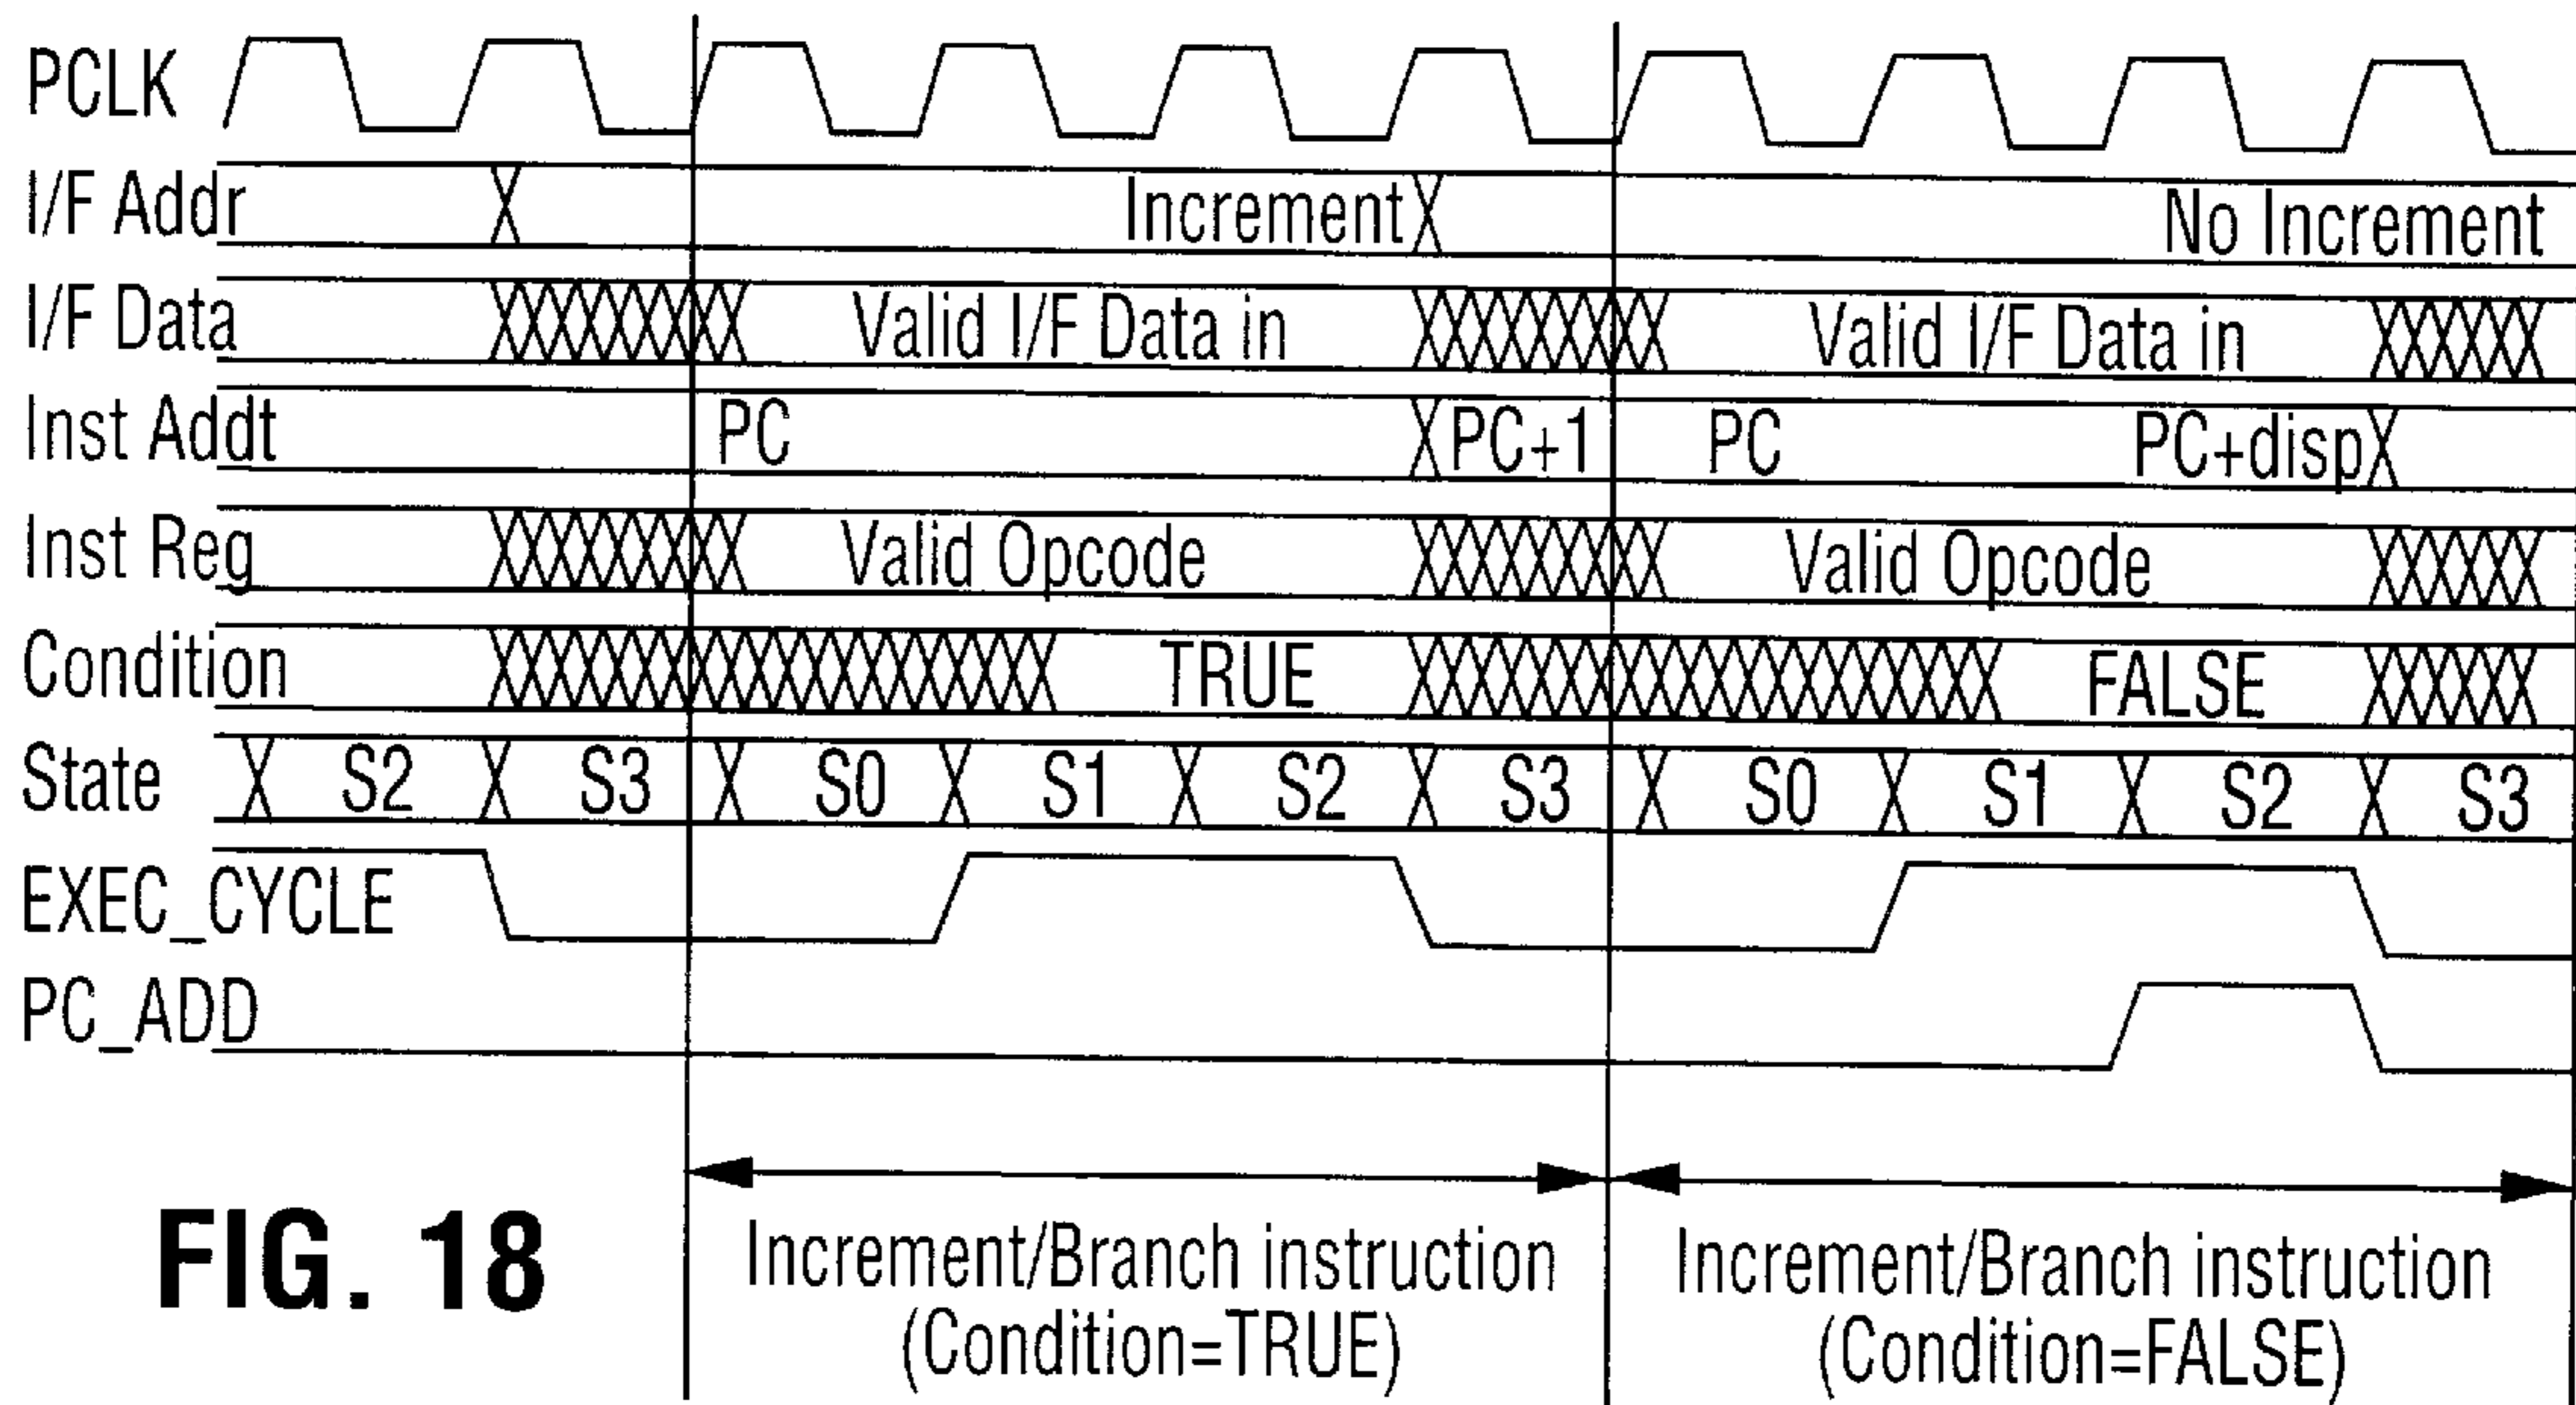 PCLK
I/F Addr Increment No Increment
I/F Data Valid I/F Data in Valid I/F Data in
Inst Addt PC PC+1 PC PC+disp
Inst Reg Valid Opcode Valid Opcode
Condition TRUE FALSE
State S2 S3 S0 S1 S2 S3 S0 S1 S2 S3
EXEC_CYCLE
PC_ADD
Increment/Branch instruction
(Condition=TRUE)
Increment/Branch instruction
(Condition=FALSE)
FIG. 18